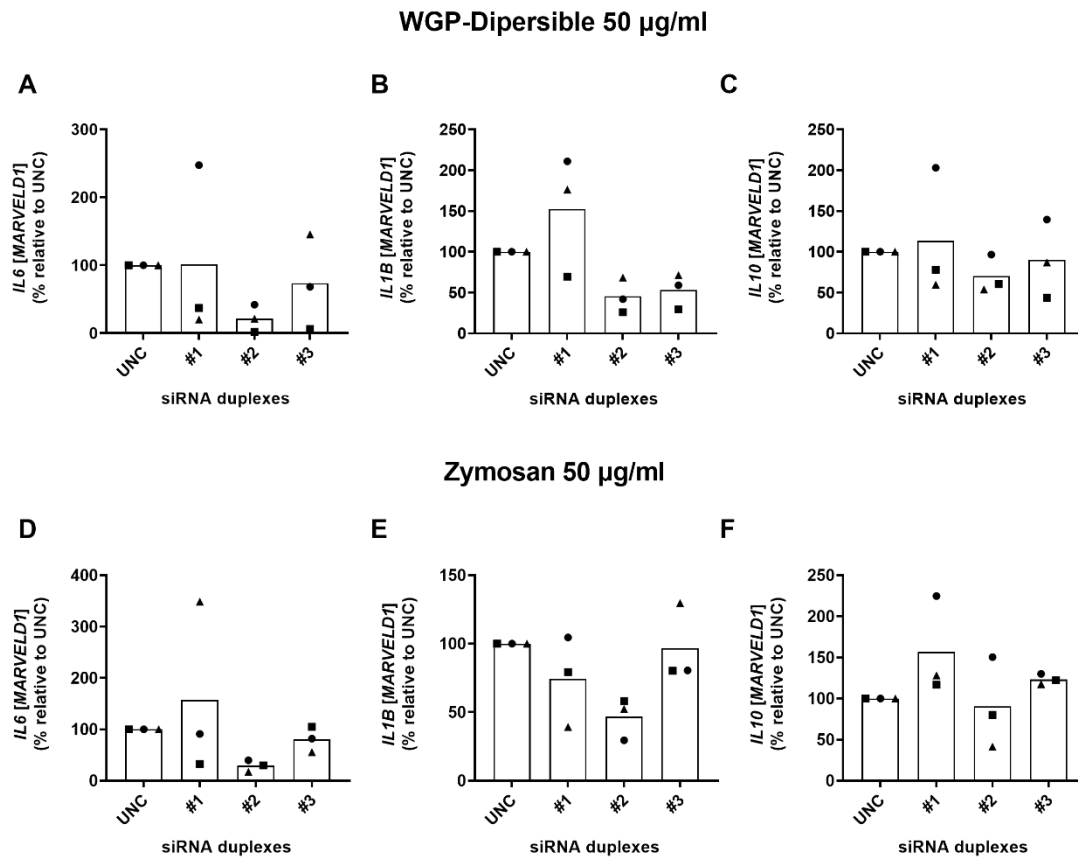 WGP-Dipersible 50 µg/ml
A
IL6 [MARVELD1]
(% relative to UNC)
300
200
100
0
UNC
#1
#2
#3
siRNA duplexes
B
IL1B [MARVELD1]
(% relative to UNC)
250
200
150
100
50
0
UNC
#1
#2
#3
siRNA duplexes
C
IL10 [MARVELD1]
(% relative to UNC)
250
200
150
100
50
0
UNC
#1
#2
#3
siRNA duplexes
Zymosan 50 µg/ml
D
IL6 [MARVELD1]
(% relative to UNC)
400
300
200
100
0
UNC
#1
#2
#3
siRNA duplexes
E
IL1B [MARVELD1]
(% relative to UNC)
150
100
50
0
UNC
#1
#2
#3
siRNA duplexes
F
IL10 [MARVELD1]
(% relative to UNC)
250
200
150
100
50
0
UNC
#1
#2
#3
siRNA duplexes